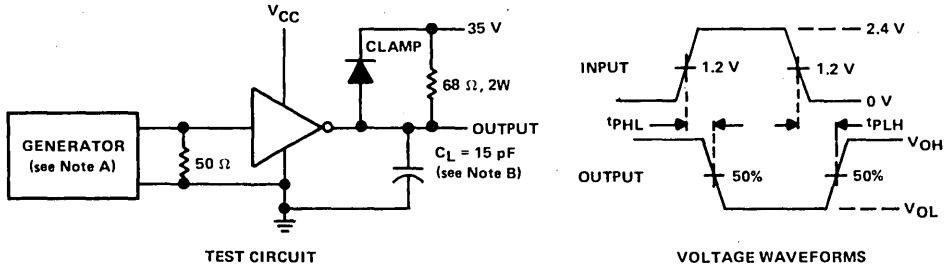 VCC
35 V
CLAMP
68 Ω, 2W
GENERATOR
(see Note A)
50 Ω
OUTPUT
CL = 15 pF
(see Note B)
TEST CIRCUIT
2.4 V
INPUT
1.2 V
1.2 V
0 V
tPHL
tPLH
VOH
OUTPUT
50%
50%
VOL
VOLTAGE WAVEFORMS